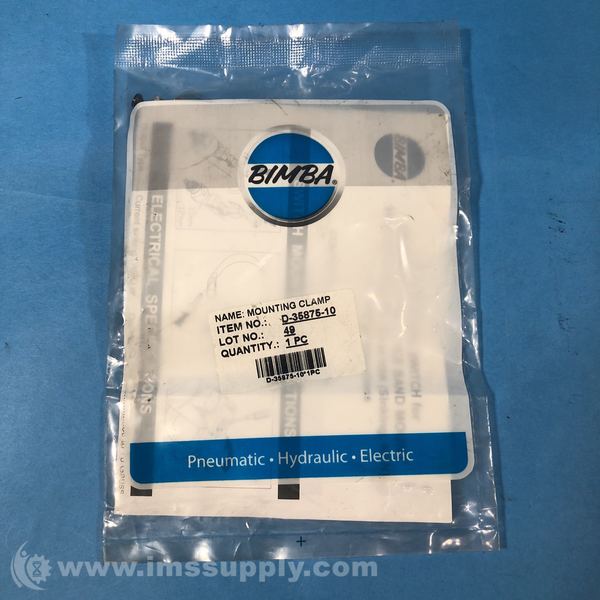 BIMBA®
ELECTRICAL SPE
NAME: MOUNTING CLAMP
ITEM NO.: D-35875-10
LOT NO.: 49
QUANTITY.: 1 PC
D-35875-10*1PC
Pneumatic • Hydraulic • Electric
www.imssupply.com